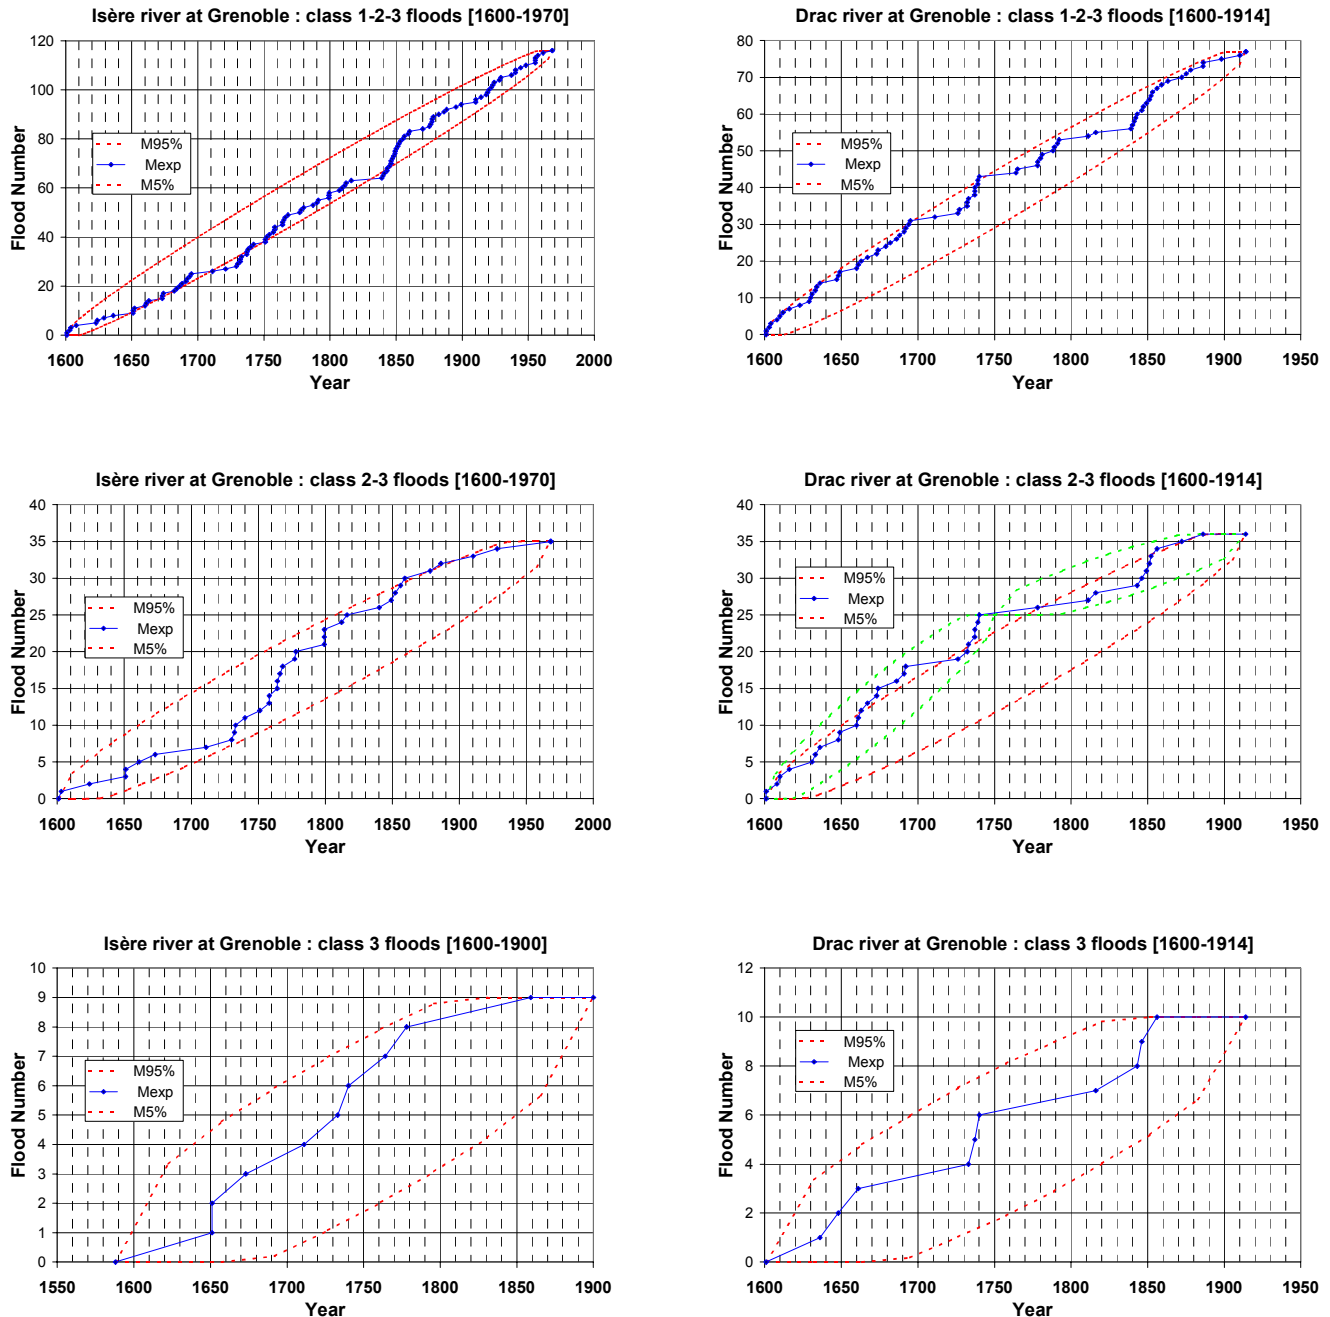 Isère river at Grenoble : class 1-2-3 floods [1600-1970]
Flood Number
120
100
80
60
40
20
0
M95%
Mexp
M5%
1600 1650 1700 1750 1800 1850 1900 1950 2000
Year
Drac river at Grenoble : class 1-2-3 floods [1600-1914]
Flood Number
80
70
60
50
40
30
20
10
0
M95%
Mexp
M5%
1600 1650 1700 1750 1800 1850 1900 1950
Year
Isère river at Grenoble : class 2-3 floods [1600-1970]
Flood Number
40
35
30
25
20
15
10
5
0
M95%
Mexp
M5%
1600 1650 1700 1750 1800 1850 1900 1950 2000
Year
Drac river at Grenoble : class 2-3 floods [1600-1914]
Flood Number
40
35
30
25
20
15
10
5
0
M95%
Mexp
M5%
1600 1650 1700 1750 1800 1850 1900 1950
Year
Isère river at Grenoble : class 3 floods [1600-1900]
Flood Number
10
9
8
7
6
5
4
3
2
1
0
M95%
Mexp
M5%
1550 1600 1650 1700 1750 1800 1850 1900
Year
Drac river at Grenoble : class 3 floods [1600-1914]
Flood Number
12
10
8
6
4
2
0
M95%
Mexp
M5%
1600 1650 1700 1750 1800 1850 1900 1950
Year